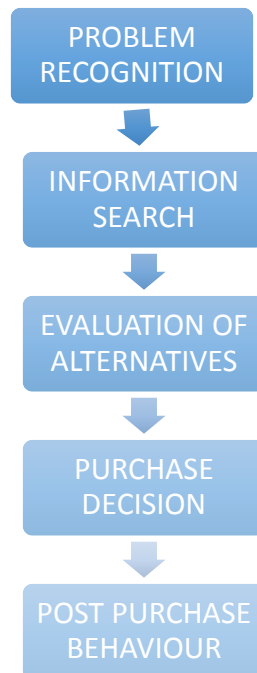 PROBLEM
RECOGNITION
INFORMATION
SEARCH
EVALUATION OF
ALTERNATIVES
PURCHASE
DECISION
POST PURCHASE
BEHAVIOUR